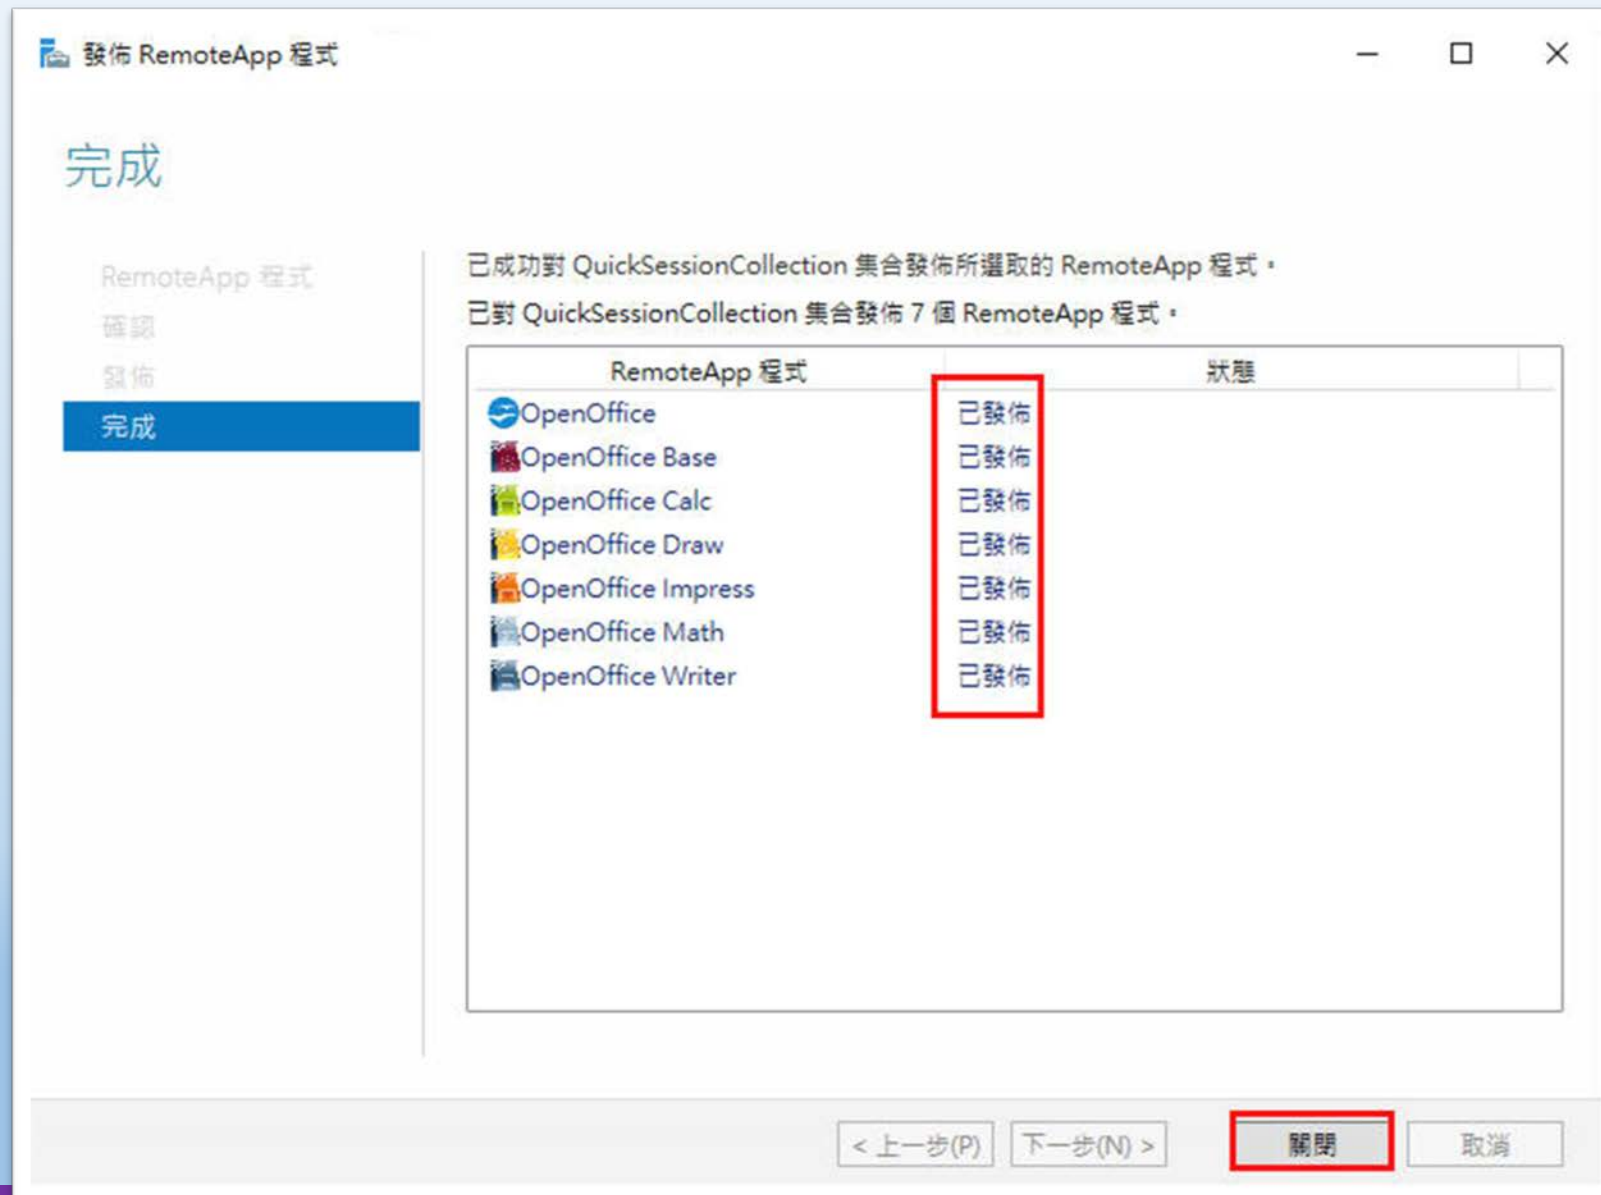 發佈 RemoteApp 程式
完成
RemoteApp 程式
確認
發佈
完成
已成功對 QuickSessionCollection 集合發佈所選取的 RemoteApp 程式。
已對 QuickSessionCollection 集合發佈 7 個 RemoteApp 程式。
RemoteApp 程式 狀態
OpenOffice 已發佈
OpenOffice Base 已發佈
OpenOffice Calc 已發佈
OpenOffice Draw 已發佈
OpenOffice Impress 已發佈
OpenOffice Math 已發佈
OpenOffice Writer 已發佈
< 上一步(P) 下一步(N) > 關閉 取消